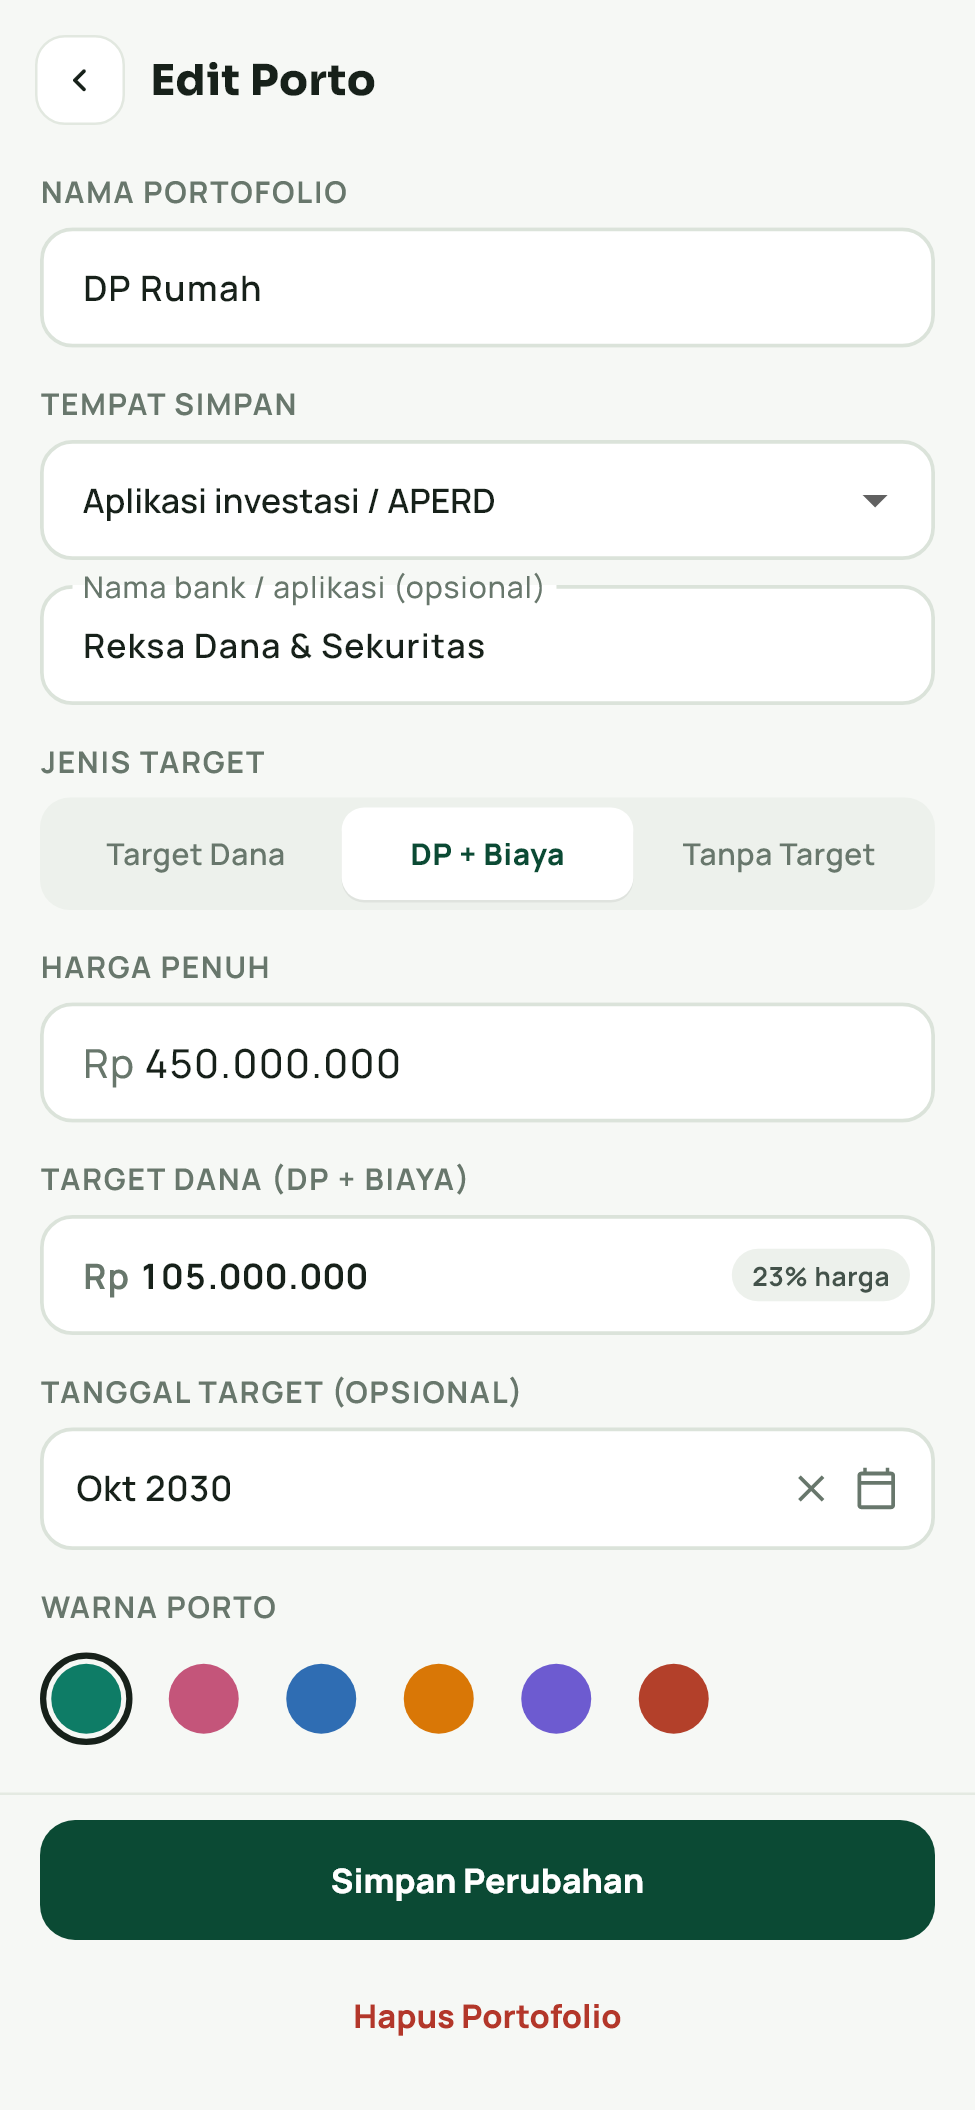 Edit Porto
NAMA PORTOFOLIO
DP Rumah
TEMPAT SIMPAN
Aplikasi investasi / APERD
Nama bank / aplikasi (opsional)
Reksa Dana & Sekuritas
JENIS TARGET
Target Dana
DP + Biaya
Tanpa Target
HARGA PENUH
Rp 450.000.000
TARGET DANA (DP + BIAYA)
Rp 105.000.000
23% harga
TANGGAL TARGET (OPSIONAL)
Okt 2030
WARNA PORTO
Simpan Perubahan
Hapus Portofolio